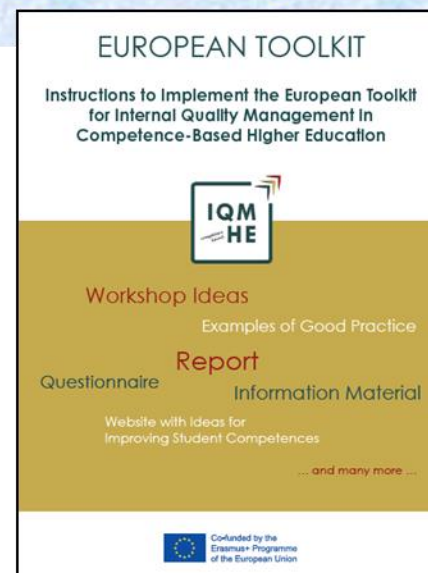 EUROPEAN TOOLKIT
Instructions to Implement the European Toolkit
for Internal Quality Management in
Competence-Based Higher Education
IQM
HE
Workshop Ideas
Examples of Good Practice
Report
Questionnaire
Information Material
Website with Ideas for
Improving Student Competences
... and many more ...
Co-funded by the
Erasmus+ Programme
of the European Union